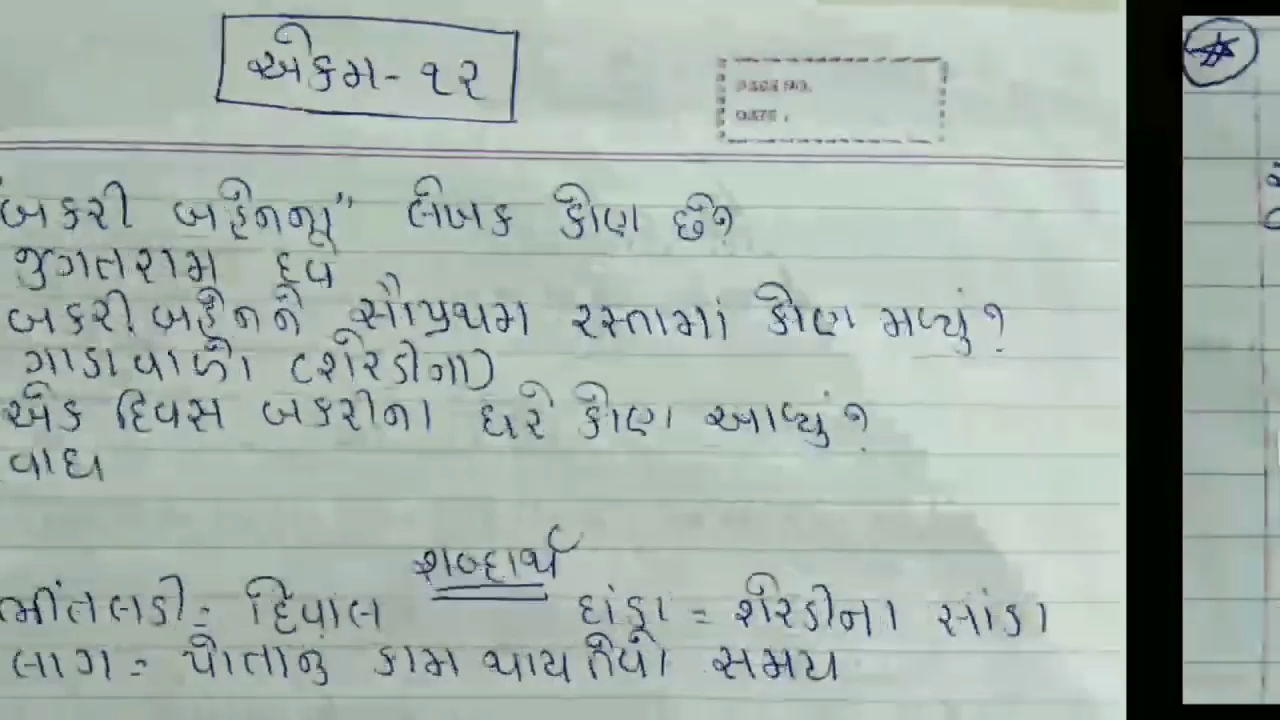 એકમ - ૧૨
PAGE NO.
DATE :
"બકરી બહેનના" લેખક કોણ છે?
જુગતરામ દવે
બકરી બહેનને સૌપ્રથમ રસ્તામાં કોણ મળ્યું?
ગાડાવાળો (શેરડીના)
એક દિવસ બકરીના ઘરે કોણ આવ્યું?
વાઘ
શબ્દાર્થ
ભીંતલડી = દિવાલ દાંડા = શેરડીના સાંઠા
લાગ = પોતાનુ કામ થાય તેવો સમય